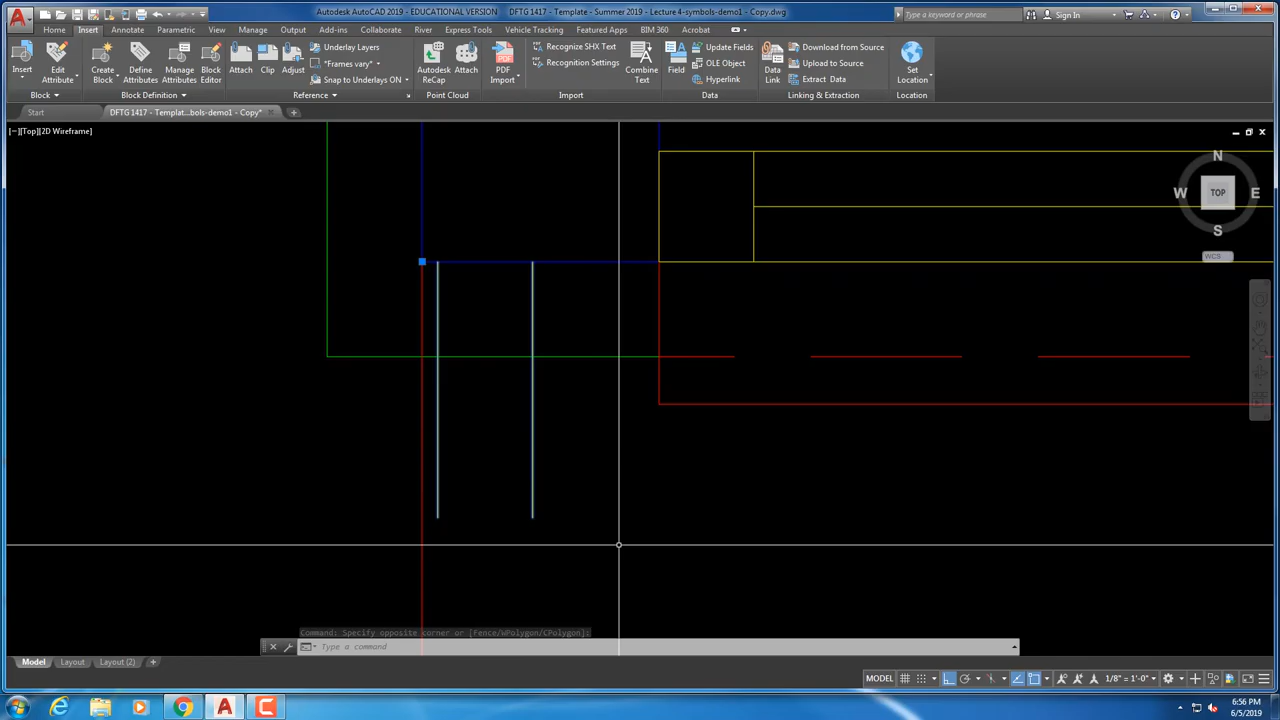 Autodesk AutoCAD 2019 - EDUCATIONAL VERSION DFTG 1417 - Template - Summer 2019 - Lecture 4-symbols-demo1 - Copy.dwg
Type a keyword or phrase
Sign In
Home Insert Annotate Parametric View Manage Output Add-ins Collaborate River Express Tools Vehicle Tracking Featured Apps BIM 360 Acrobat
Insert
Edit Attribute
Create Block
Define Attributes
Manage Attributes
Block Editor
Attach
Clip
Adjust
Underlay Layers
*Frames vary*
Snap to Underlays ON
Autodesk ReCap
Attach
PDF Import
Recognize SHX Text
Recognition Settings
Combine Text
Field
Update Fields
OLE Object
Hyperlink
Data Link
Download from Source
Upload to Source
Extract Data
Set Location
Block
Block Definition
Reference
Point Cloud
Import
Data
Linking & Extraction
Location
Start
DFTG 1417 - Templat...bols-demo1 - Copy*
[−][Top][2D Wireframe]
N
W TOP E
S
WCS
Command: Specify opposite corner or [Fence/WPolygon/CPolygon]:
Type a command
Model Layout Layout (2)
MODEL
1/8" = 1'-0"
6:56 PM
6/5/2019